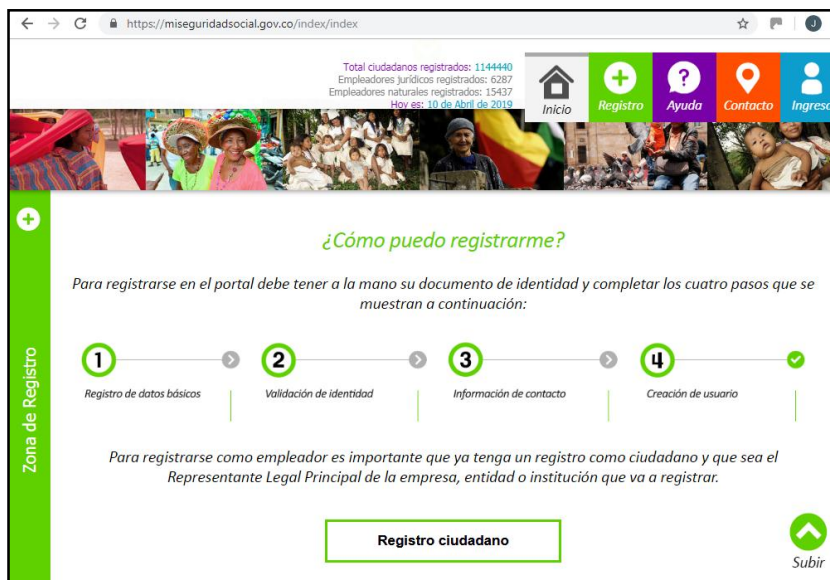 https://miseguridadsocial.gov.co/index/index
J
Total ciudadanos registrados: 1144440
Empleadores jurídicos registrados: 6287
Empleadores naturales registrados: 15437
Hoy es: 10 de Abril de 2019
Inicio
Registro
?
Ayuda
Contacto
Ingreso
¿Cómo puedo registrarme?
Para registrarse en el portal debe tener a la mano su documento de identidad y completar los cuatro pasos que se
muestran a continuación:
1
2
3
4
Registro de datos básicos
Validación de identidad
Información de contacto
Creación de usuario
Zona de Registro
Para registrarse como empleador es importante que ya tenga un registro como ciudadano y que sea el
Representante Legal Principal de la empresa, entidad o institución que va a registrar.
Registro ciudadano
Subir